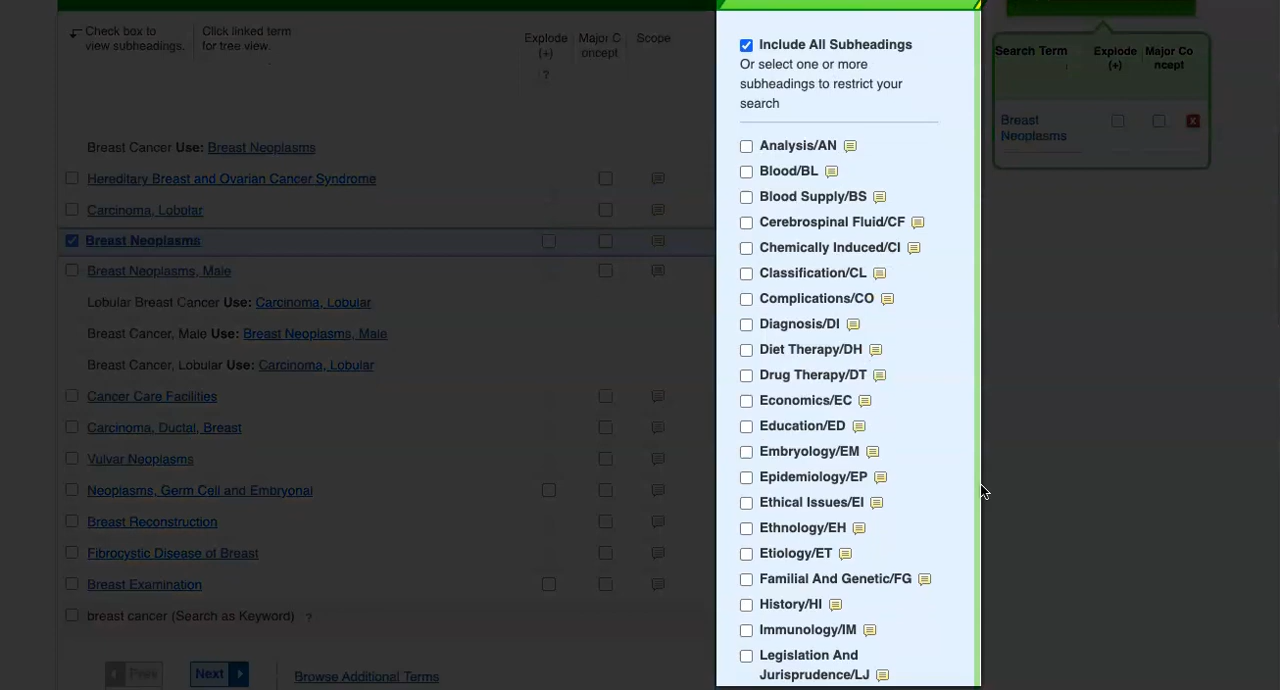 Check box to
view subheadings.
Click linked term
for tree view.
Explode
(+)
?
Major C
oncept
Scope
Breast Cancer Use: Breast Neoplasms
Hereditary Breast and Ovarian Cancer Syndrome
Carcinoma, Lobular
Breast Neoplasms
Breast Neoplasms, Male
Lobular Breast Cancer Use: Carcinoma, Lobular
Breast Cancer, Male Use: Breast Neoplasms, Male
Breast Cancer, Lobular Use: Carcinoma, Lobular
Cancer Care Facilities
Carcinoma, Ductal, Breast
Vulvar Neoplasms
Neoplasms, Germ Cell and Embryonal
Breast Reconstruction
Fibrocystic Disease of Breast
Breast Examination
breast cancer (Search as Keyword) ?
Prev
Next
Browse Additional Terms
Include All Subheadings
Or select one or more
subheadings to restrict your
search
Analysis/AN
Blood/BL
Blood Supply/BS
Cerebrospinal Fluid/CF
Chemically Induced/CI
Classification/CL
Complications/CO
Diagnosis/DI
Diet Therapy/DH
Drug Therapy/DT
Economics/EC
Education/ED
Embryology/EM
Epidemiology/EP
Ethical Issues/EI
Ethnology/EH
Etiology/ET
Familial And Genetic/FG
History/HI
Immunology/IM
Legislation And
Jurisprudence/LJ
Search Term
Explode
(+)
Major Co
ncept
Breast
Neoplasms